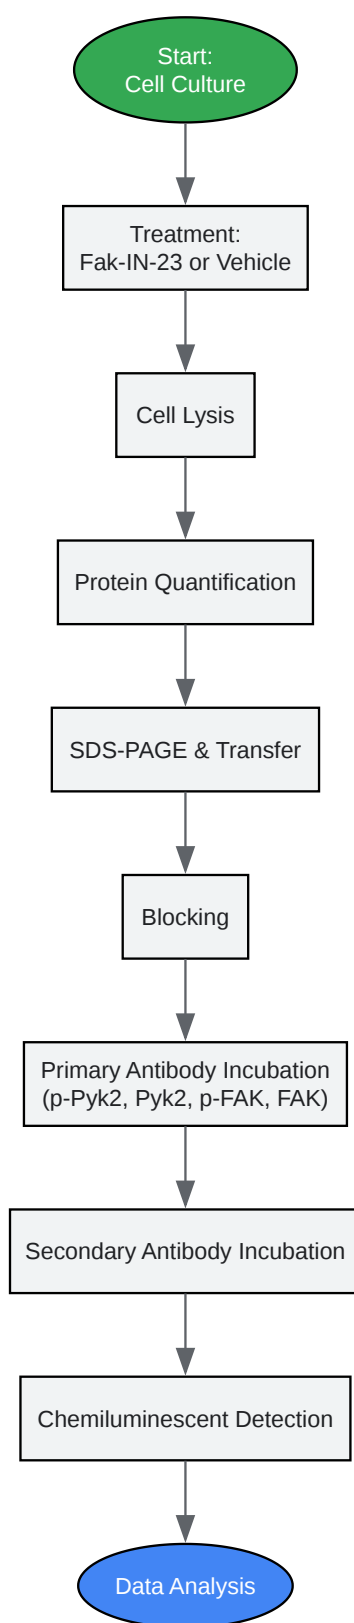 Start:
Cell Culture
Treatment:
Fak-IN-23 or Vehicle
Cell Lysis
Protein Quantification
SDS-PAGE & Transfer
Blocking
Primary Antibody Incubation
(p-Pyk2, Pyk2, p-FAK, FAK)
Secondary Antibody Incubation
Chemiluminescent Detection
Data Analysis